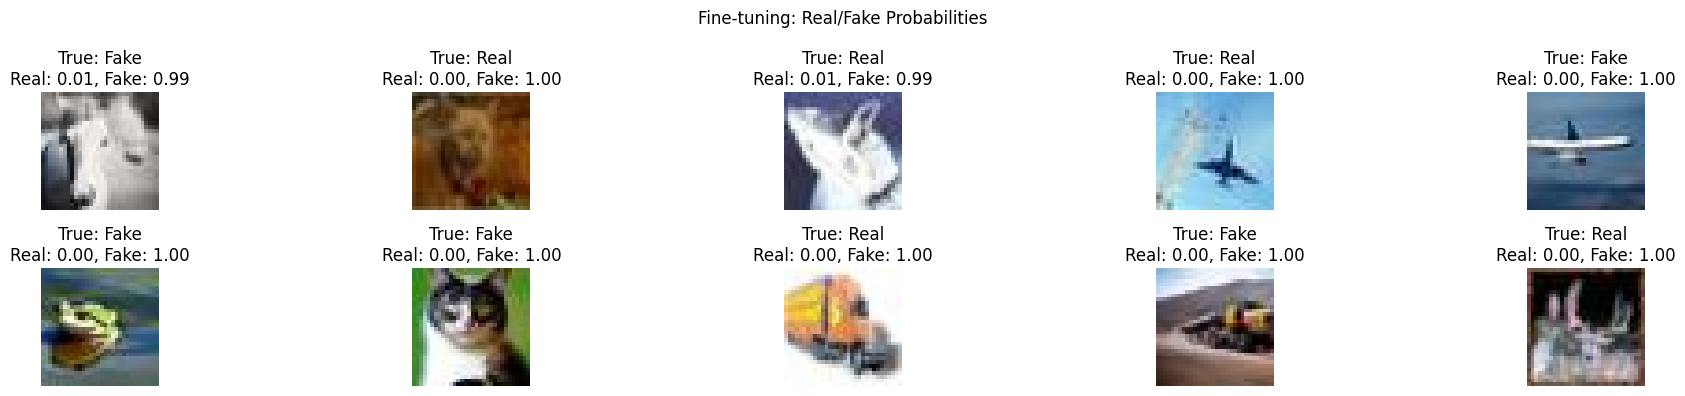 Fine-tuning: Real/Fake Probabilities
True: Fake
Real: 0.01, Fake: 0.99
True: Real
Real: 0.00, Fake: 1.00
True: Real
Real: 0.01, Fake: 0.99
True: Real
Real: 0.00, Fake: 1.00
True: Fake
Real: 0.00, Fake: 1.00
True: Fake
Real: 0.00, Fake: 1.00
True: Fake
Real: 0.00, Fake: 1.00
True: Real
Real: 0.00, Fake: 1.00
True: Fake
Real: 0.00, Fake: 1.00
True: Real
Real: 0.00, Fake: 1.00